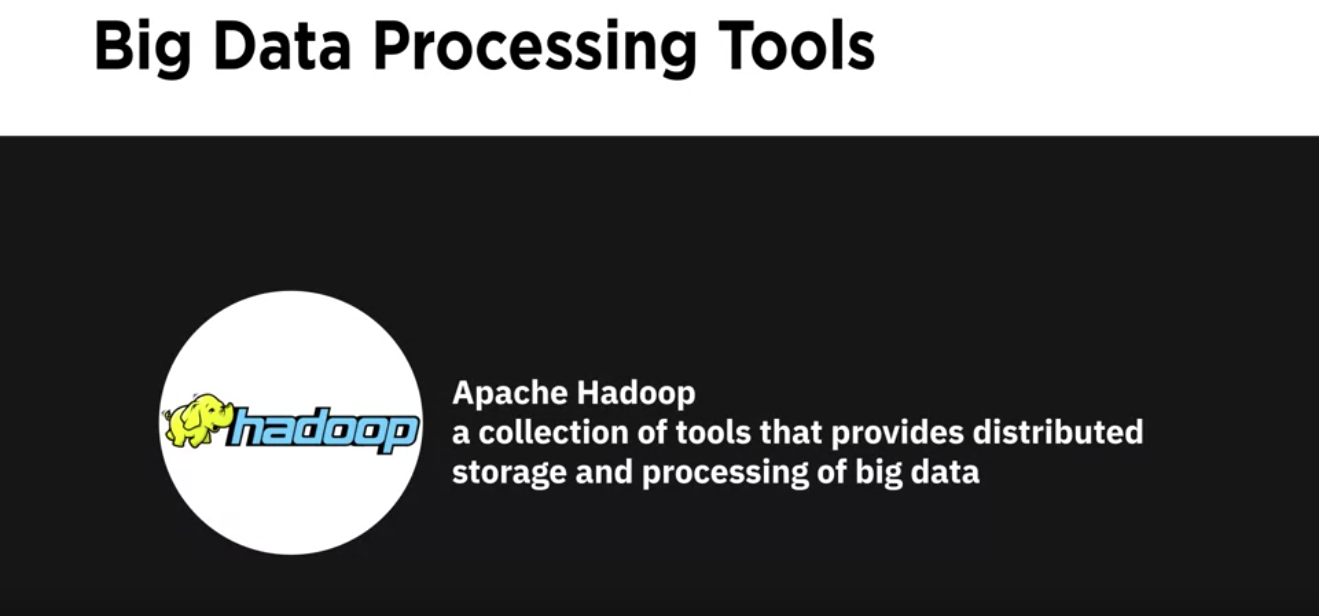 Big Data Processing Tools
hadoop
Apache Hadoop
a collection of tools that provides distributed
storage and processing of big data